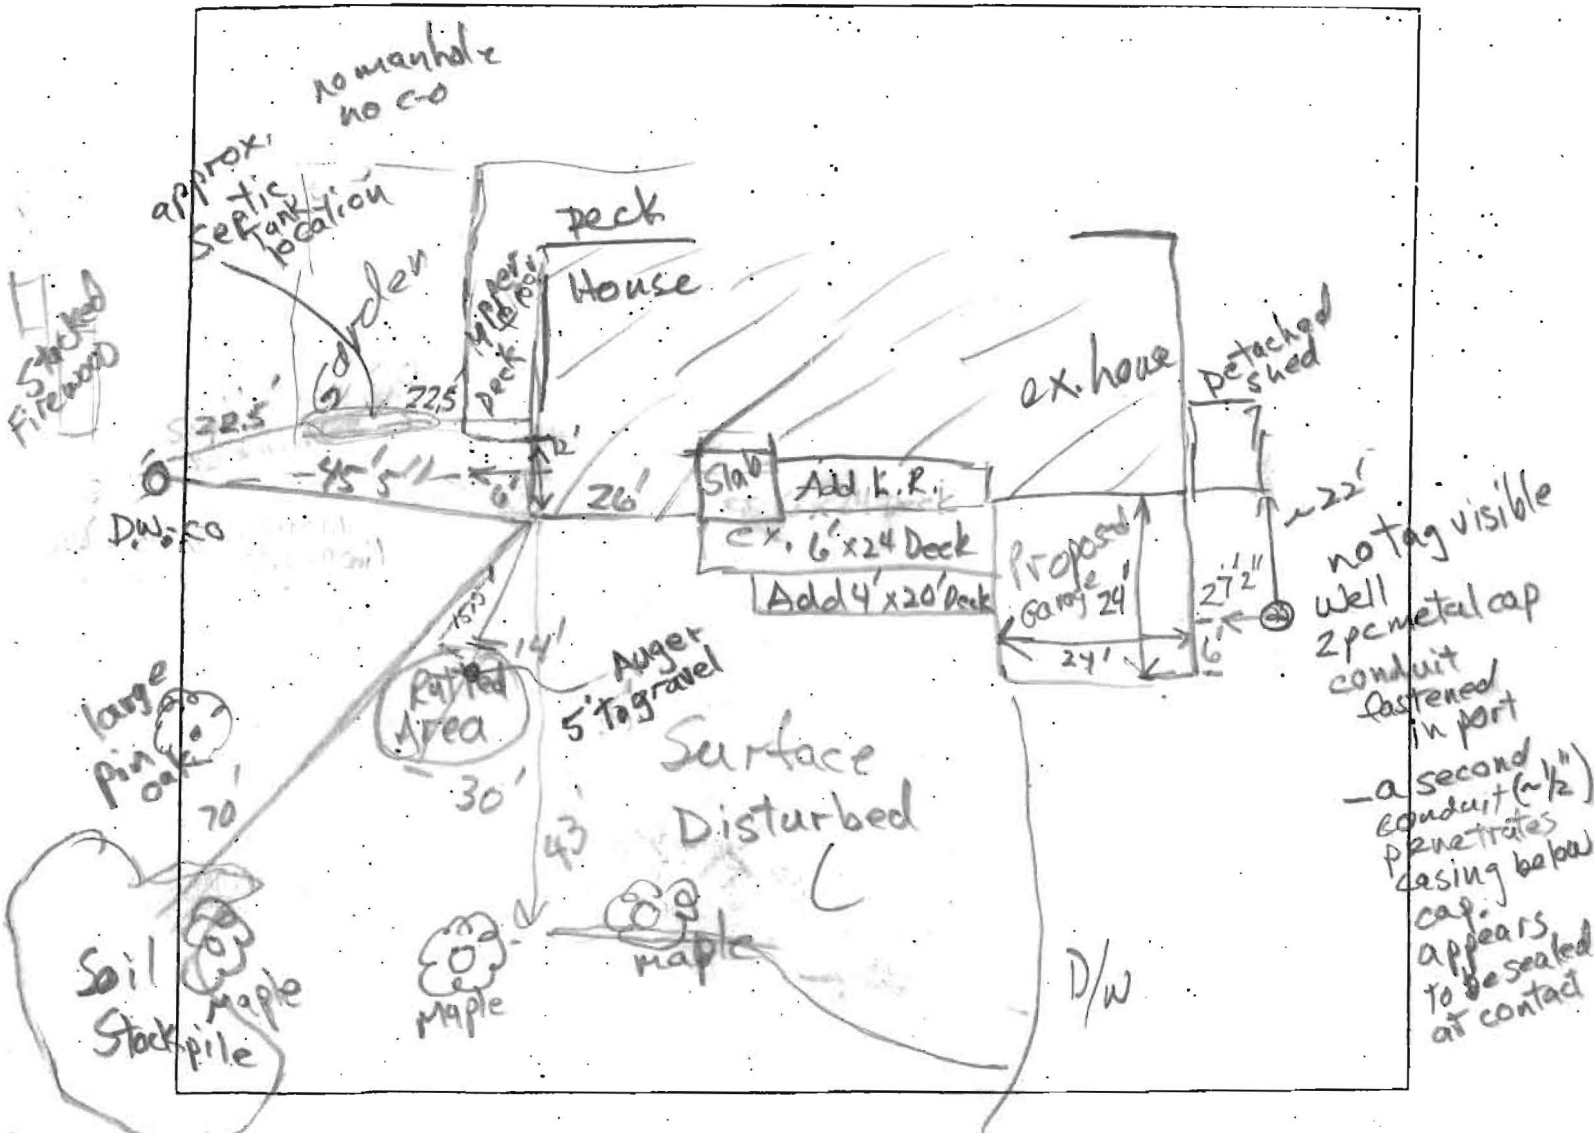 no manhole
no c-o
approx.
septic
tank
location
Garden
Stacked
Firewood
Deck
House
Upper
Deck
ex. house
Detached
shed
22.5'
22.5'
12'
45'5"
6'
26'
D.W. co
Slab
Add L.R.
ex. 6'x24 Deck
Add 4'x20' Deck
Proposed
Garage 24'
24'
27'2"
6'
~22'
no tag visible
well
2 pc metal cap
conduit
fastened
in port
- a second
conduit (~1/2")
penetrates
casing below
cap.
appears
to be sealed
at contact
14'
Auger
5' to gravel
Rutted
Area
30'
43'
large
pin
oak
70'
Surface
Disturbed
Soil
Stockpile
Maple
Maple
maple
D/W